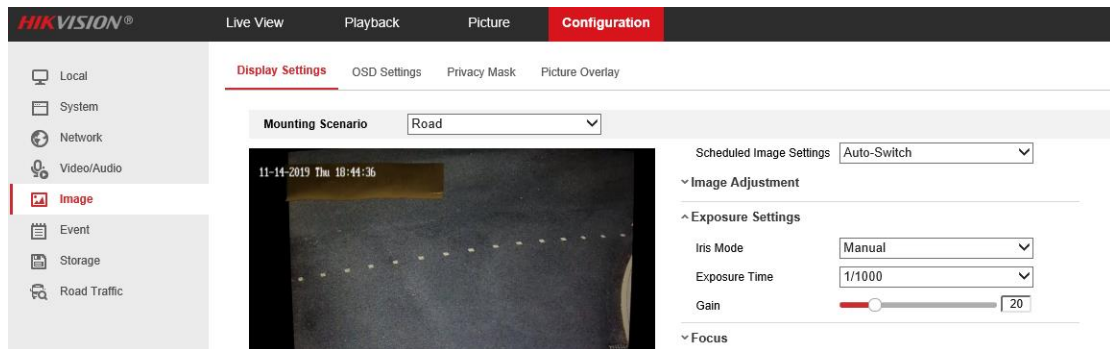 HIKVISION® Live View Playback Picture Configuration
Local
System
Network
Video/Audio
Image
Event
Storage
Road Traffic
Display Settings OSD Settings Privacy Mask Picture Overlay
Mounting Scenario Road
11-14-2019 Thu 18:44:36
Scheduled Image Settings Auto-Switch
Image Adjustment
Exposure Settings
Iris Mode Manual
Exposure Time 1/1000
Gain 20
Focus